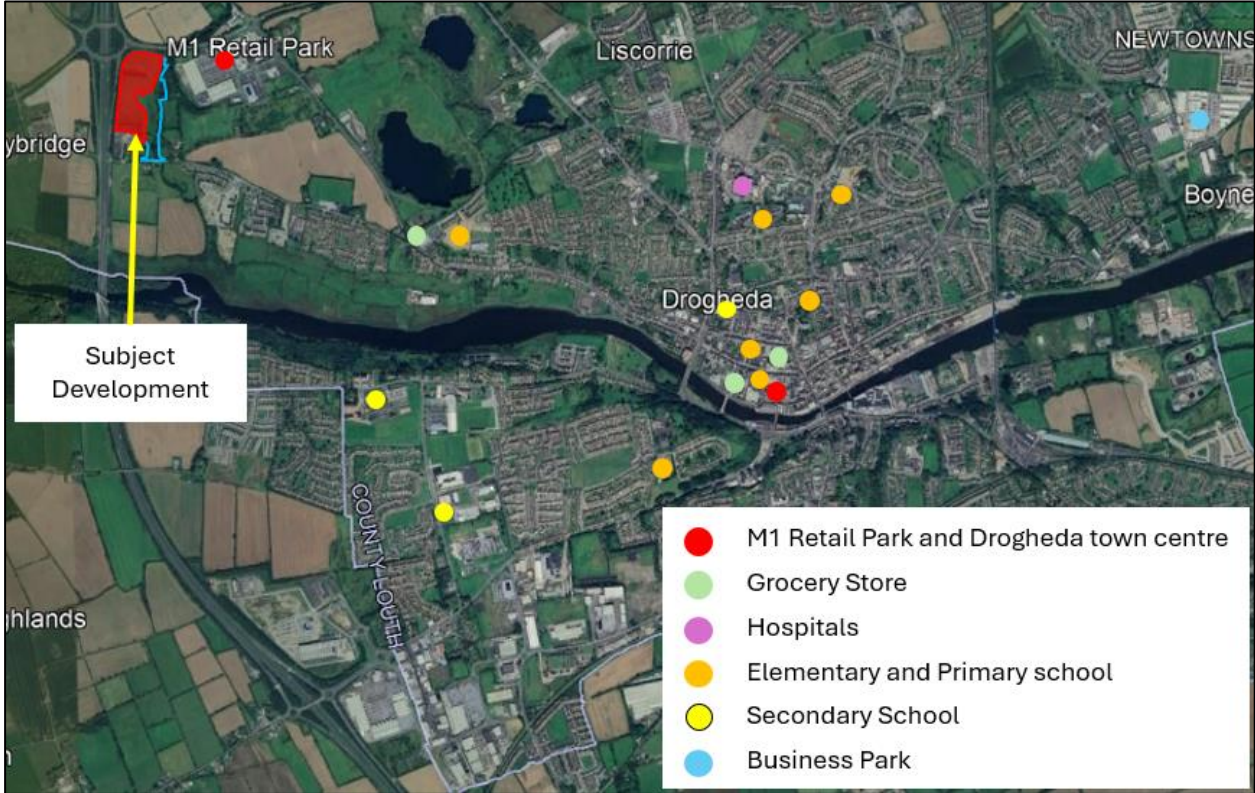 M1 Retail Park
Liscorrie
NEWTOWNS
ybridge
Boyne
Drogheda
Subject
Development
COUNTY LOUTH
ghlands
n
M1 Retail Park and Drogheda town centre
Grocery Store
Hospitals
Elementary and Primary school
Secondary School
Business Park